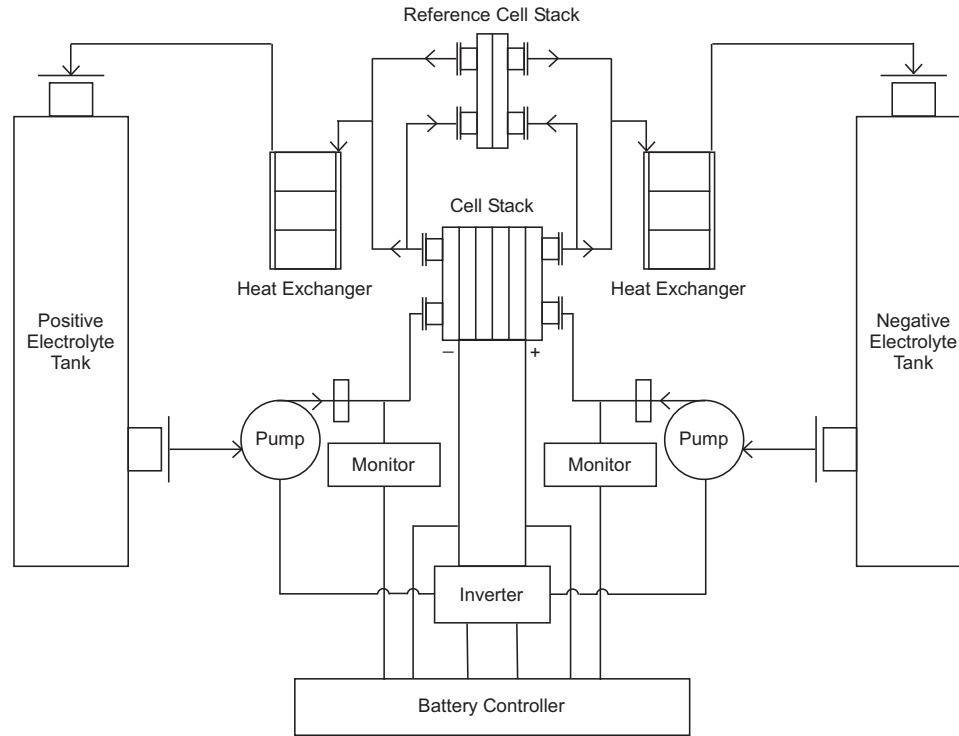 Reference Cell Stack
Cell Stack
Heat Exchanger
Heat Exchanger
Positive
Electrolyte
Tank
Negative
Electrolyte
Tank
– +
Pump
Pump
Monitor
Monitor
Inverter
Battery Controller